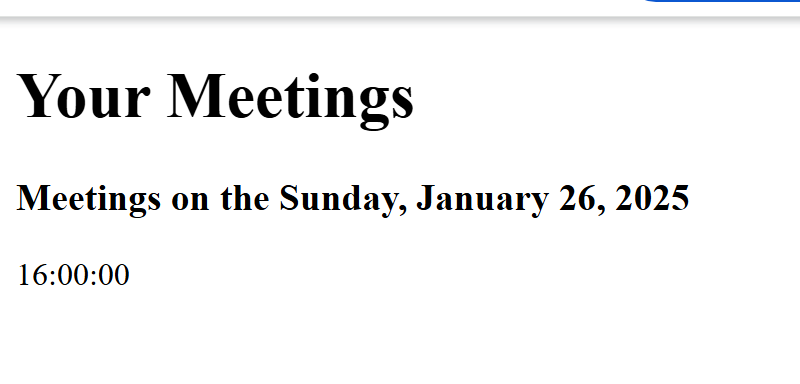 Your Meetings
Meetings on the Sunday, January 26, 2025
16:00:00